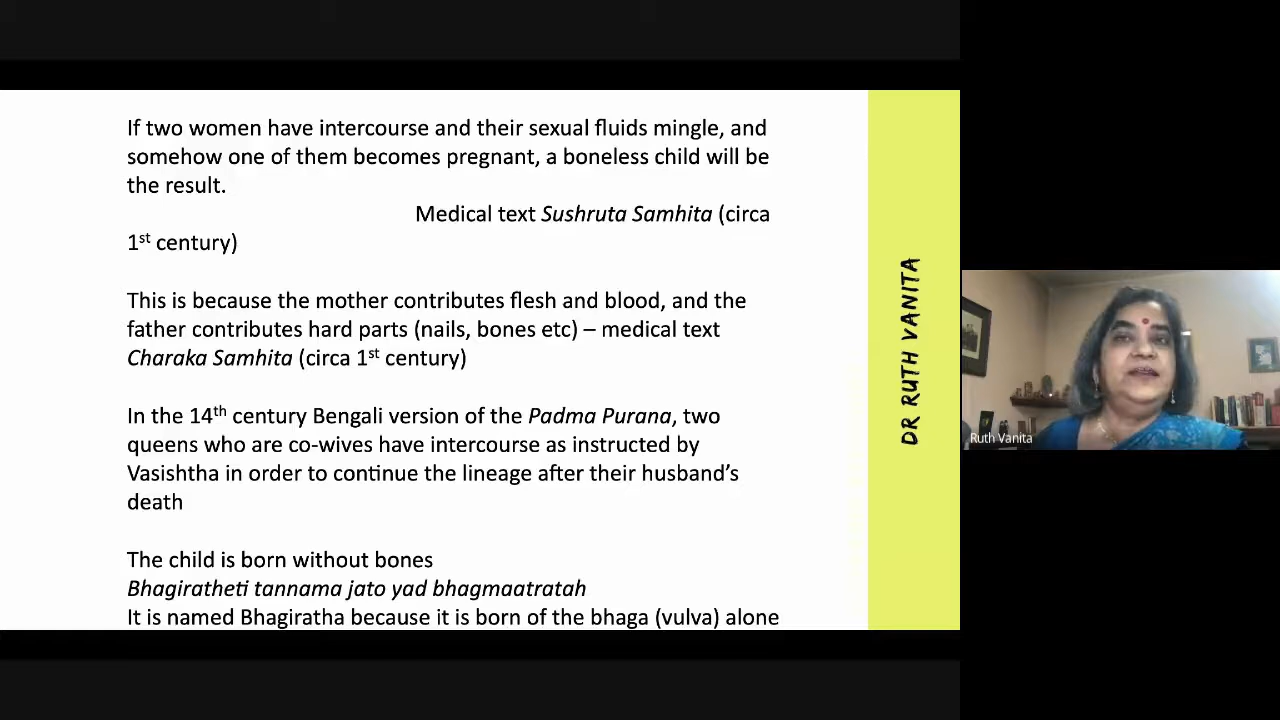 If two women have intercourse and their sexual fluids mingle, and
somehow one of them becomes pregnant, a boneless child will be
the result.
Medical text Sushruta Samhita (circa
1st century)
This is because the mother contributes flesh and blood, and the
father contributes hard parts (nails, bones etc) – medical text
Charaka Samhita (circa 1st century)
In the 14th century Bengali version of the Padma Purana, two
queens who are co-wives have intercourse as instructed by
Vasishtha in order to continue the lineage after their husband’s
death
The child is born without bones
Bhagiratheti tannama jato yad bhagmaatratah
It is named Bhagiratha because it is born of the bhaga (vulva) alone
DR RUTH VANITA
Ruth Vanita